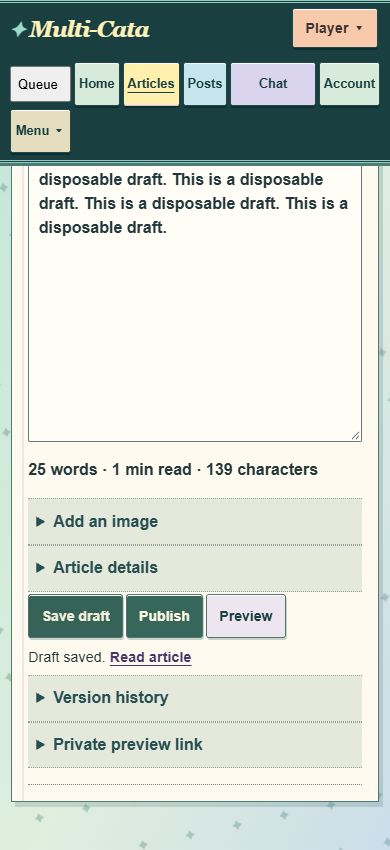 ✦Multi-Cata
Player ▾
Queue
Home
Articles
Posts
Chat
Account
Menu ▾
disposable draft. This is a disposable
draft. This is a disposable draft. This is a
disposable draft.
25 words · 1 min read · 139 characters
▶ Add an image
▶ Article details
Save draft
Publish
Preview
Draft saved. Read article
▶ Version history
▶ Private preview link